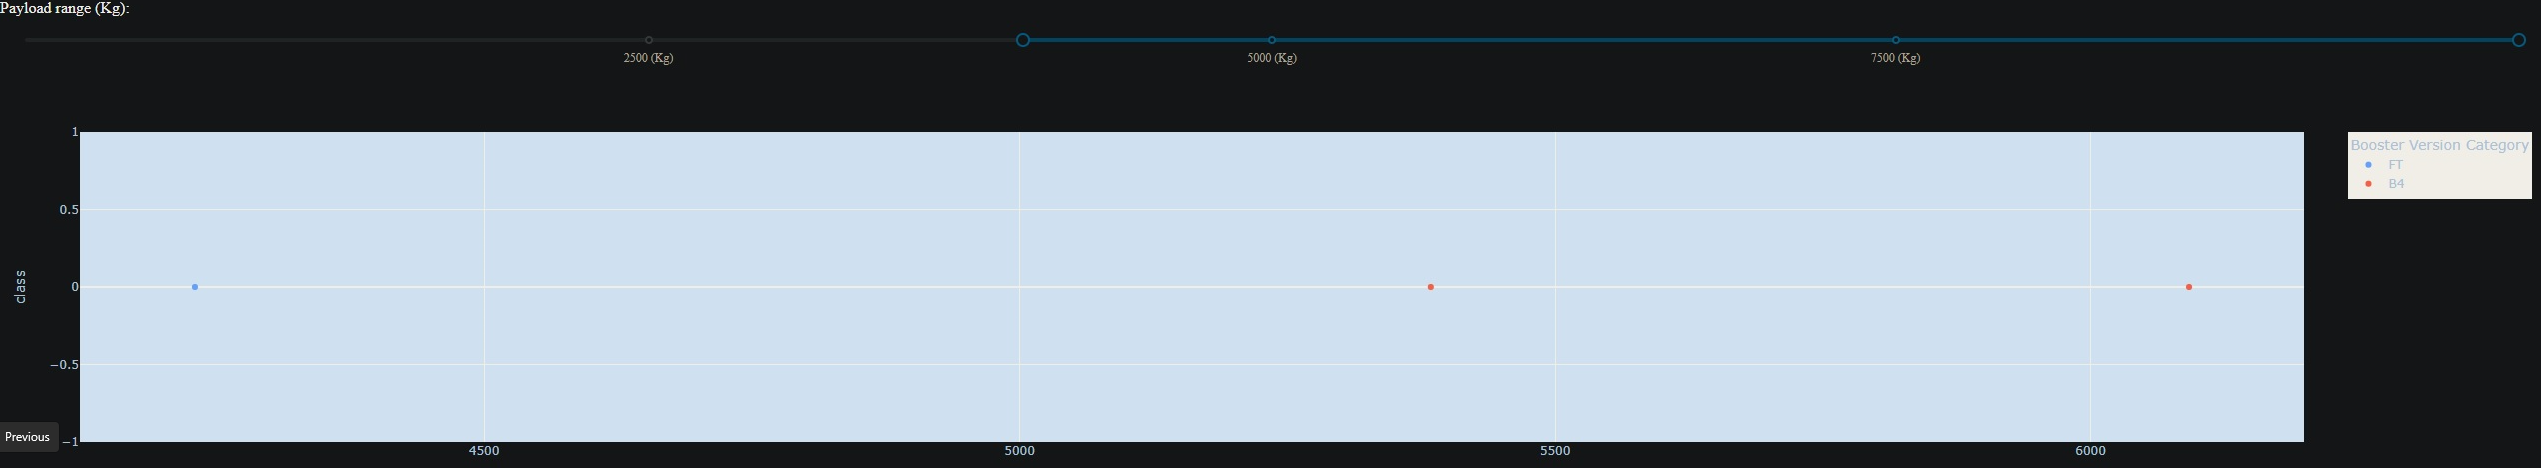 Payload range (Kg):
2500 (Kg)
5000 (Kg)
7500 (Kg)
1
0.5
0
−0.5
−1
class
4500
5000
5500
6000
Booster Version Category
FT
B4
Previous